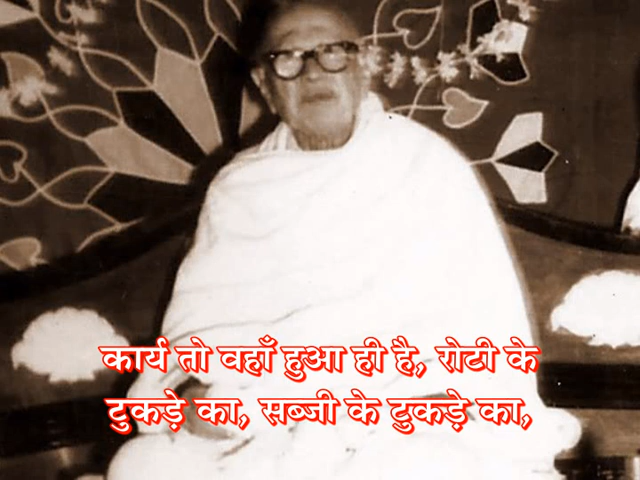 कार्य तो वहाँ हुआ ही है, रोटी के
टुकड़े का, सब्जी के टुकड़े का,